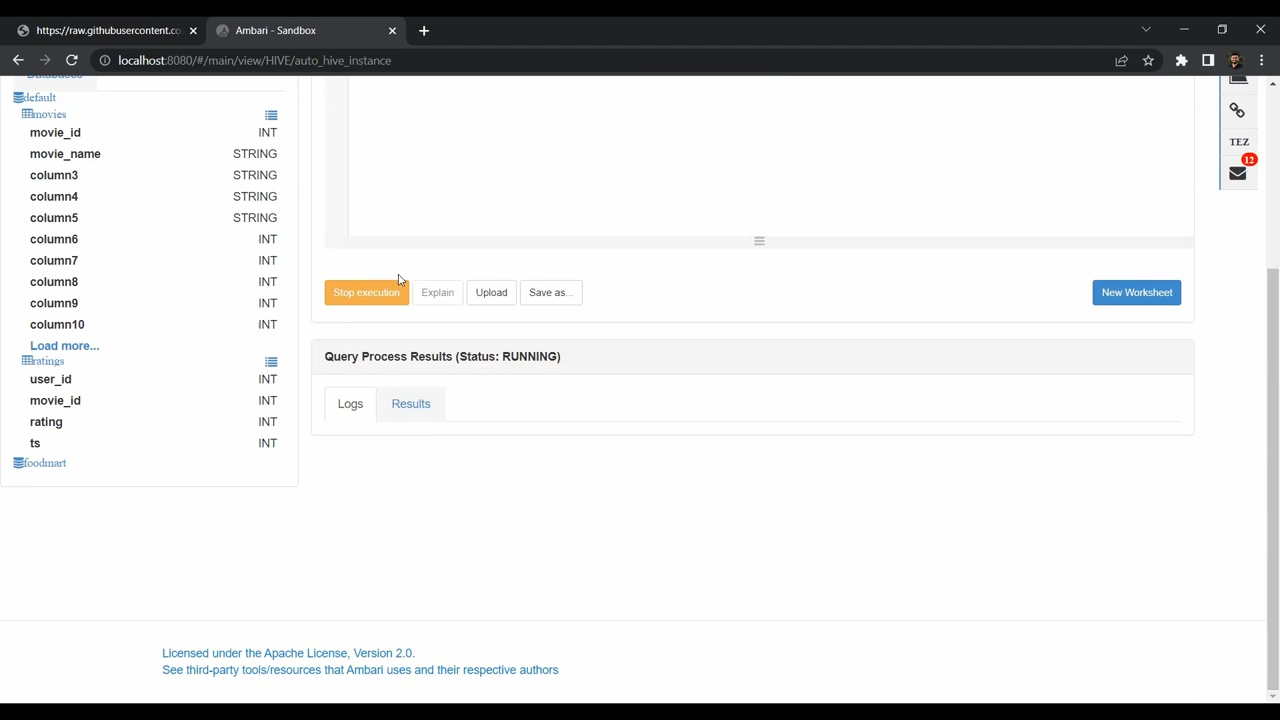 https://raw.githubusercontent.co
Ambari - Sandbox
localhost:8080/#/main/view/HIVE/auto_hive_instance
Databases
default
movies
movie_id INT
movie_name STRING
column3 STRING
column4 STRING
column5 STRING
column6 INT
column7 INT
column8 INT
column9 INT
column10 INT
Load more...
ratings
user_id INT
movie_id INT
rating INT
ts INT
foodmart
TEZ
12
Stop execution Explain Upload Save as... New Worksheet
Query Process Results (Status: RUNNING)
Logs Results
Licensed under the Apache License, Version 2.0.
See third-party tools/resources that Ambari uses and their respective authors